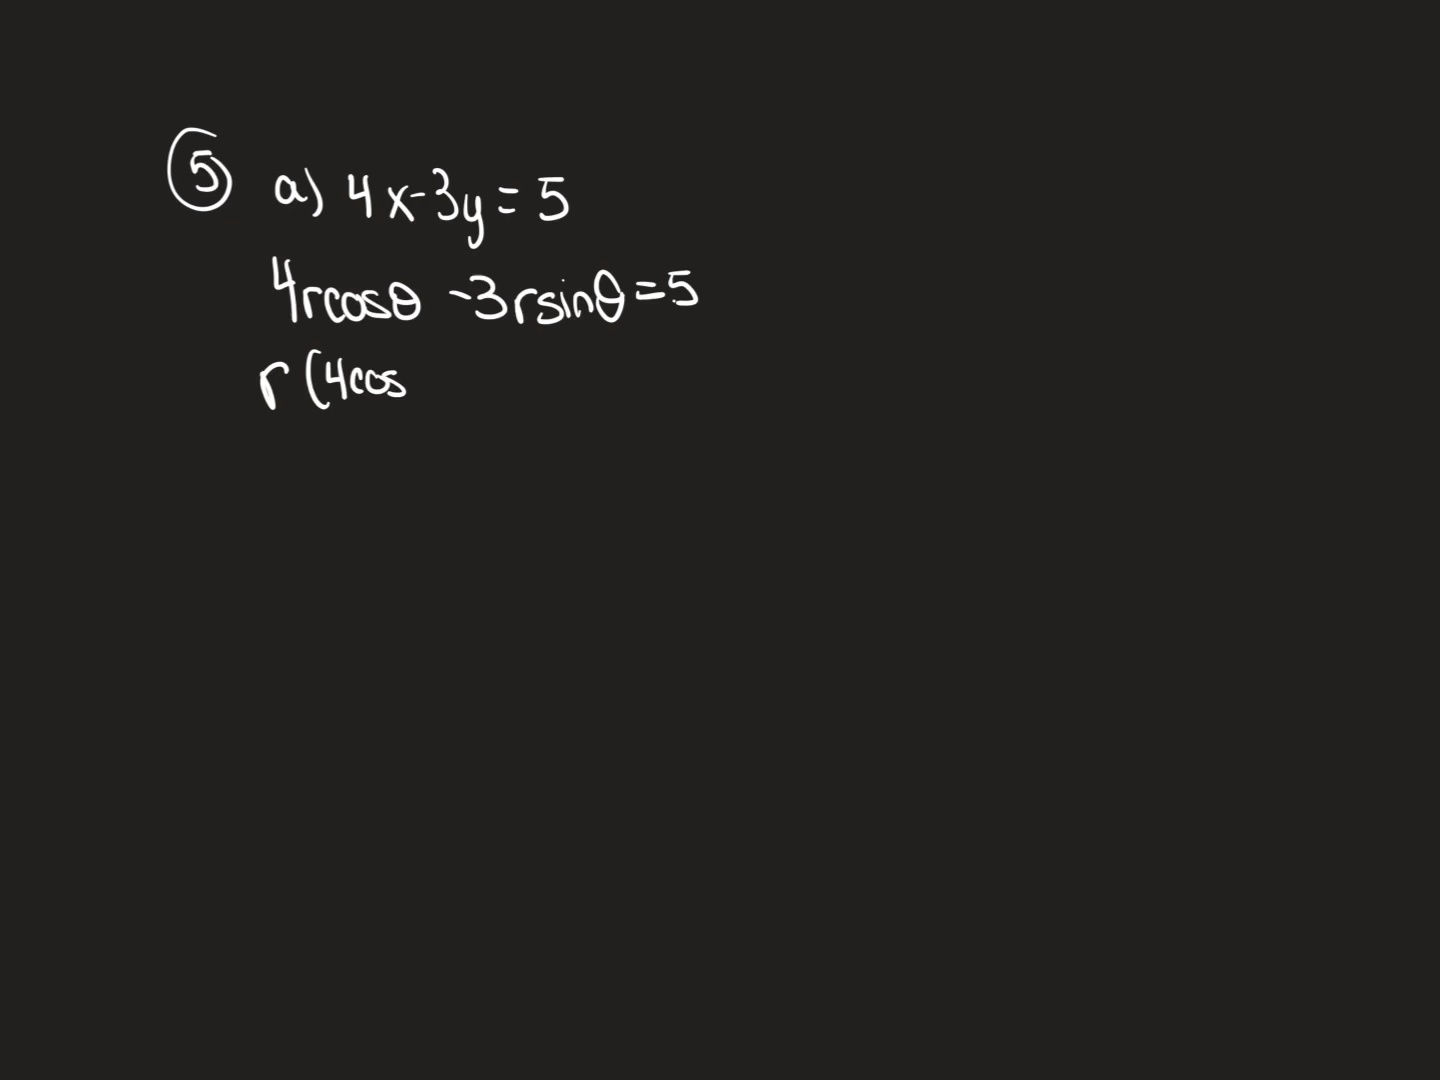 ⑤ a) 4x-3y=5
4rcosθ -3rsinθ=5
r(4cos